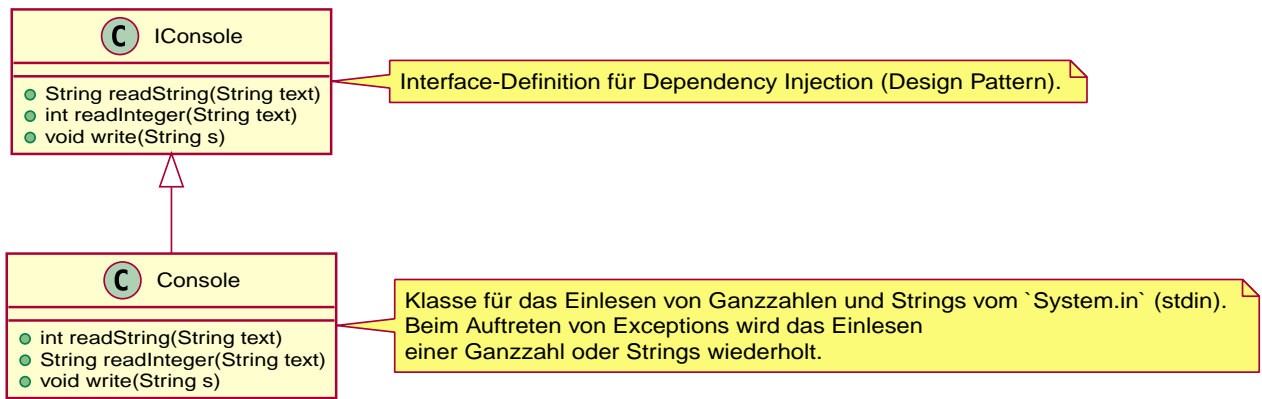 C IConsole
String readString(String text)
int readInteger(String text)
void write(String s)
Interface-Definition für Dependency Injection (Design Pattern).
C Console
int readString(String text)
String readInteger(String text)
void write(String s)
Klasse für das Einlesen von Ganzzahlen und Strings vom `System.in` (stdin).
Beim Auftreten von Exceptions wird das Einlesen
einer Ganzzahl oder Strings wiederholt.